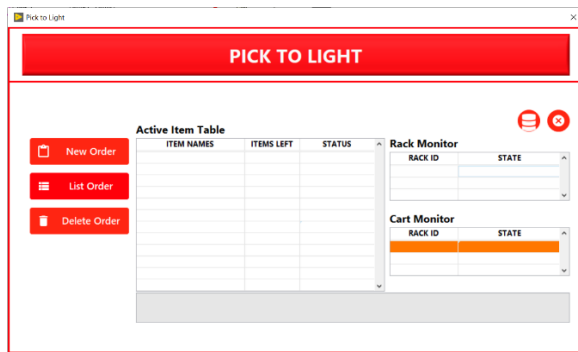 Pick to Light
PICK TO LIGHT
New Order
List Order
Delete Order
Active Item Table
ITEM NAMES ITEMS LEFT STATUS
Rack Monitor
RACK ID STATE
Cart Monitor
RACK ID STATE